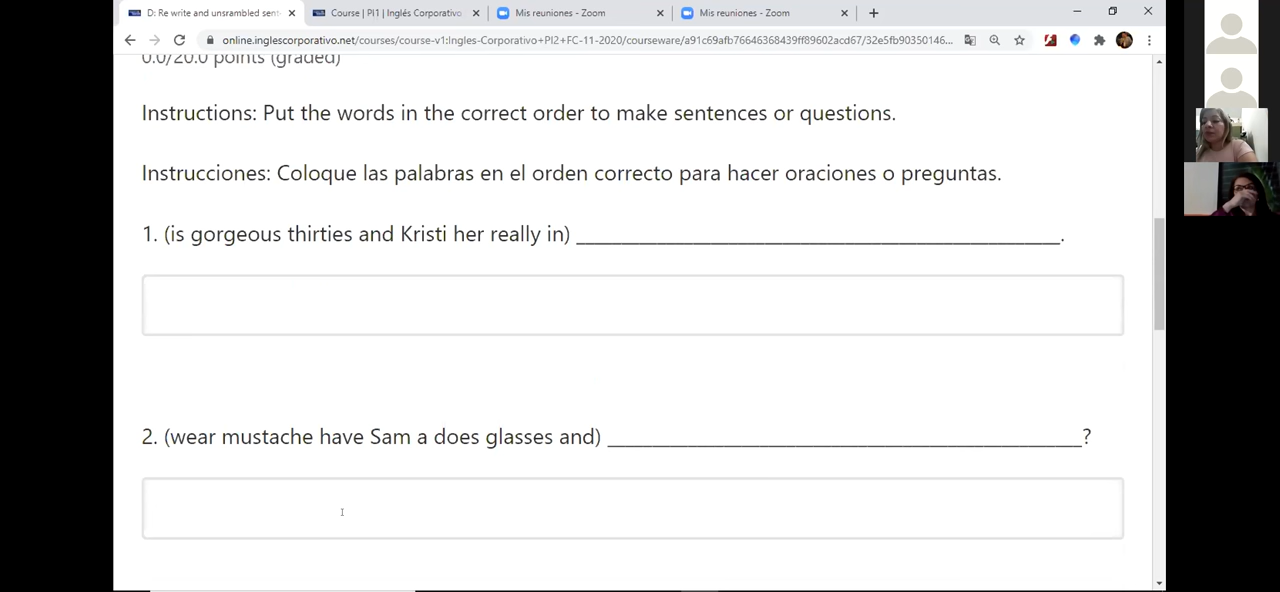 D: Re write and unsrambled sent
Course | PI1 | Inglés Corporativo
Mis reuniones - Zoom
Mis reuniones - Zoom
online.inglescorporativo.net/courses/course-v1:Ingles-Corporativo+PI2+FC-11-2020/courseware/a91c69afb76646368439ff89602acd67/32e5fb90350146...
0.0/20.0 points (graded)
Instructions: Put the words in the correct order to make sentences or questions.
Instrucciones: Coloque las palabras en el orden correcto para hacer oraciones o preguntas.
1. (is gorgeous thirties and Kristi her really in) ____________________________________________.
2. (wear mustache have Sam a does glasses and) ___________________________________________?